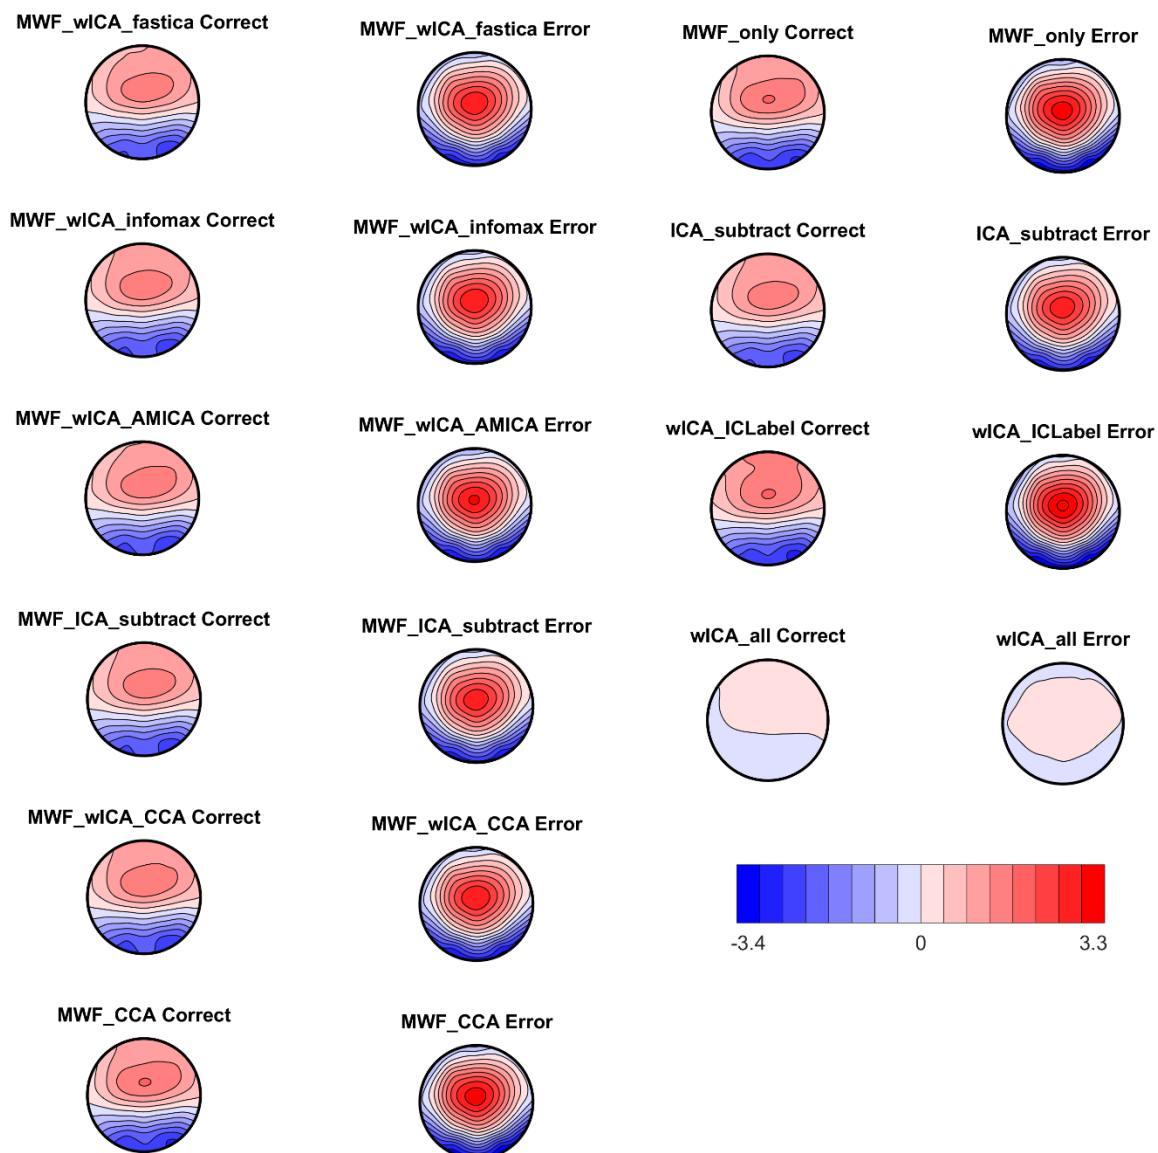 MWF_wICA_fastica Correct
MWF_wICA_fastica Error
MWF_only Correct
MWF_only Error
MWF_wICA_infomax Correct
MWF_wICA_infomax Error
ICA_subtract Correct
ICA_subtract Error
MWF_wICA_AMICA Correct
MWF_wICA_AMICA Error
wICA_ICLabel Correct
wICA_ICLabel Error
MWF_ICA_subtract Correct
MWF_ICA_subtract Error
wICA_all Correct
wICA_all Error
MWF_wICA_CCA Correct
MWF_wICA_CCA Error
-3.4 0 3.3
MWF_CCA Correct
MWF_CCA Error